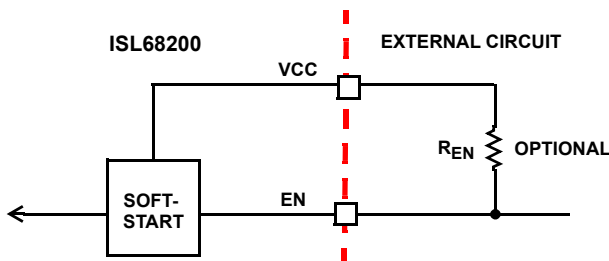 ISL68200
EXTERNAL CIRCUIT
VCC
REN
OPTIONAL
SOFT-
START
EN